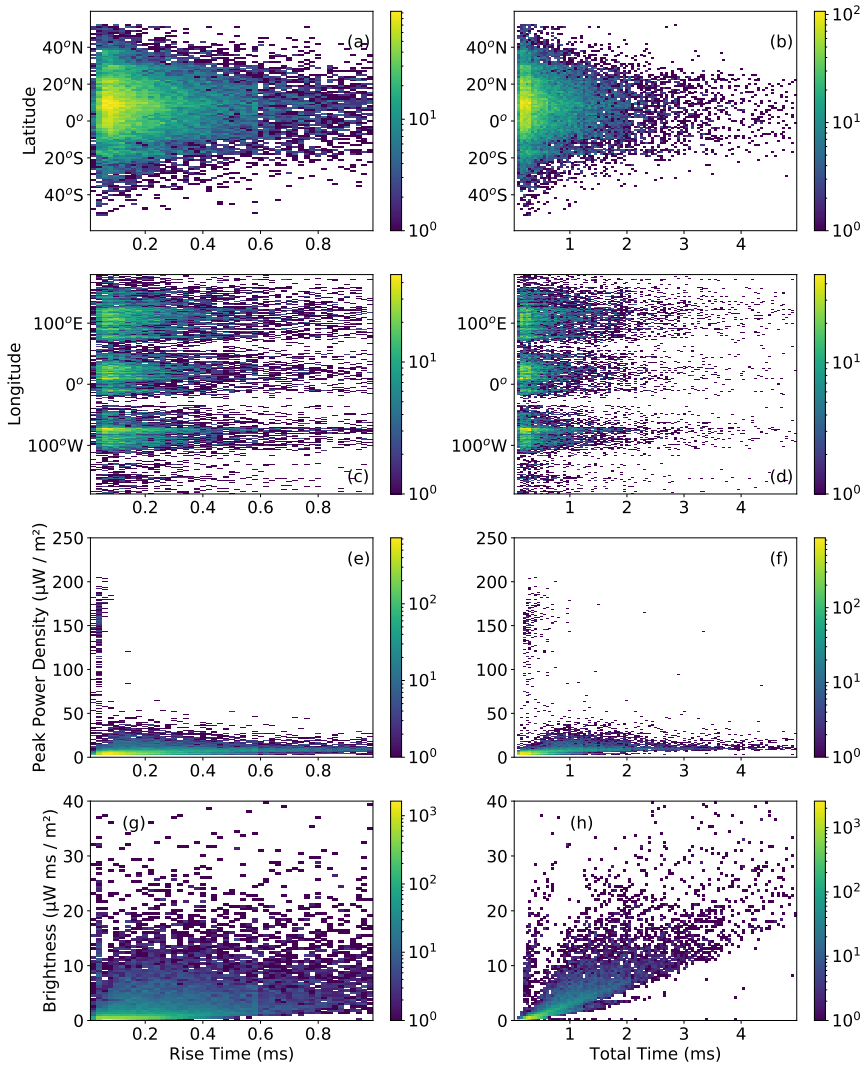 (a)
Latitude
40°N
20°N
0°
20°S
40°S
0.2 0.4 0.6 0.8
10¹
10⁰
(b)
40°N
20°N
0°
20°S
40°S
1 2 3 4
10²
10¹
10⁰
(c)
Longitude
100°E
0°
100°W
0.2 0.4 0.6 0.8
10¹
10⁰
(d)
100°E
0°
100°W
1 2 3 4
10¹
10⁰
(e)
Peak Power Density (μW / m²)
250
200
150
100
50
0
0.2 0.4 0.6 0.8
10²
10¹
10⁰
(f)
250
200
150
100
50
0
1 2 3 4
10²
10¹
10⁰
(g)
Brightness (μW ms / m²)
40
30
20
10
0
0.2 0.4 0.6 0.8
Rise Time (ms)
10³
10²
10¹
10⁰
(h)
40
30
20
10
0
1 2 3 4
Total Time (ms)
10³
10²
10¹
10⁰